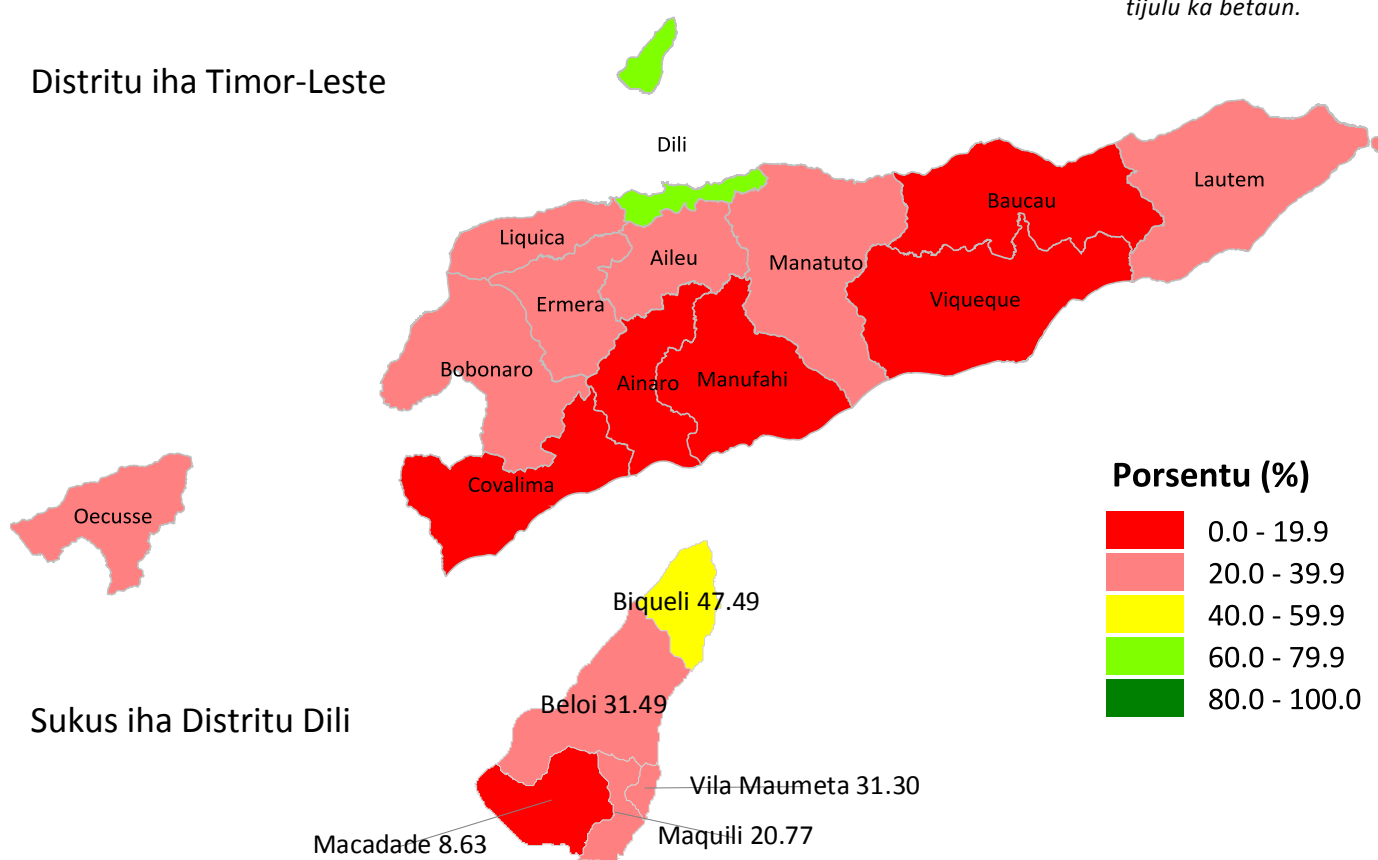 tijulu ka betaun.
Distritu iha Timor-Leste
Dili
Lautem
Baucau
Liquica
Aileu
Manatuto
Viqueque
Ermera
Bobonaro
Ainaro
Manufahi
Covalima
Oecusse
Porsentu (%)
0.0 - 19.9
20.0 - 39.9
40.0 - 59.9
60.0 - 79.9
80.0 - 100.0
Biqueli 47.49
Beloi 31.49
Sukus iha Distritu Dili
Vila Maumeta 31.30
Maquili 20.77
Macadade 8.63